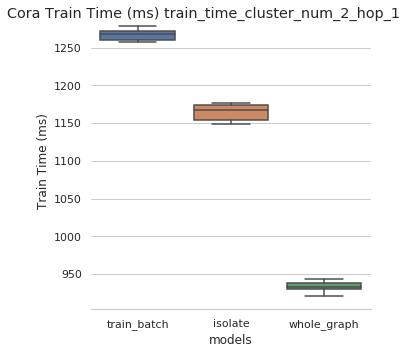 Cora Train Time (ms) train_time_cluster_num_2_hop_1
1250
1200
1150
1100
1050
1000
950
Train Time (ms)
train_batch isolate whole_graph
models